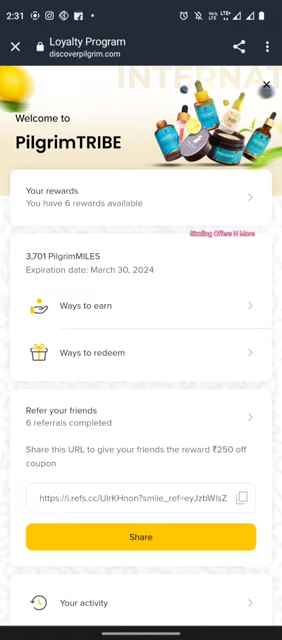 2:31
LTE+
Loyalty Program
discoverpilgrim.com
INTERNA
Welcome to
PilgrimTRIBE
Your rewards
You have 6 rewards available
Sizzling Offers N More
3,701 PilgrimMILES
Expiration date: March 30, 2024
Ways to earn
Ways to redeem
Refer your friends
6 referrals completed
Share this URL to give your friends the reward ₹250 off
coupon
https://i.refs.cc/UlrKHnon?smile_ref=eyJzbWlsZ
Share
Your activity